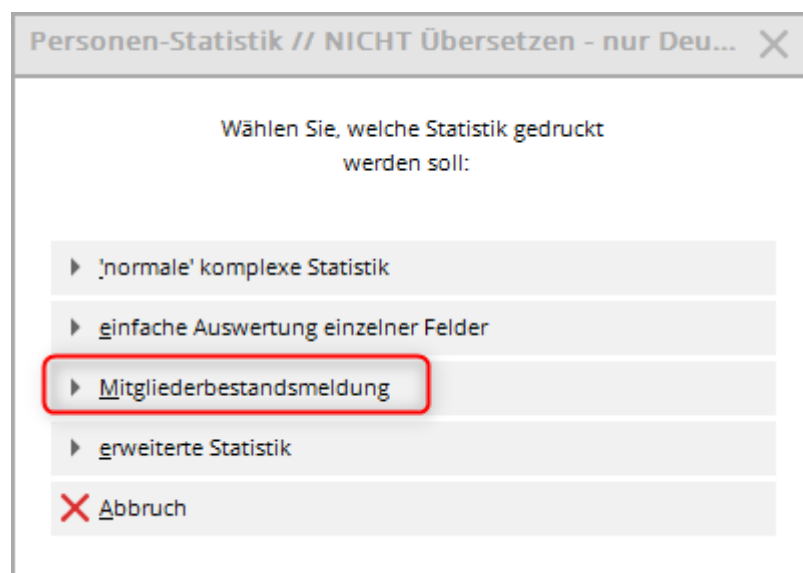 Personen-Statistik // NICHT Übersetzen - nur Deu...
Wählen Sie, welche Statistik gedruckt
werden soll:
'normale' komplexe Statistik
einfache Auswertung einzelner Felder
Mitgliederbestandsmeldung
erweiterte Statistik
Abbruch